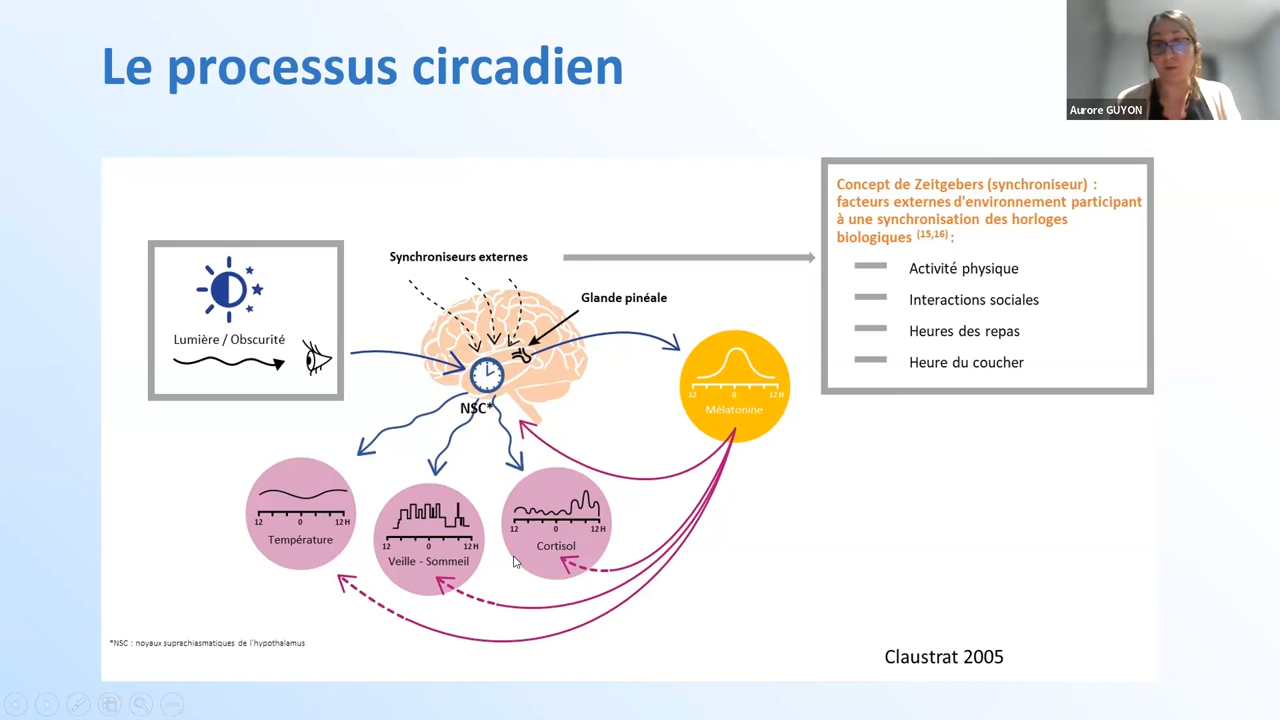 Le processus circadien
Aurore GUYON
Concept de Zeitgebers (synchroniseur) :
facteurs externes d'environnement participant
à une synchronisation des horloges
biologiques (15,16) :
Activité physique
Interactions sociales
Heures des repas
Heure du coucher
Synchroniseurs externes
Glande pinéale
Lumière / Obscurité
NSC*
12 0 12 H
Mélatonine
12 0 12 H
Température
12 0 12 H
Veille - Sommeil
12 0 12 H
Cortisol
*NSC : noyaux suprachiasmatiques de l'hypothalamus
Claustrat 2005